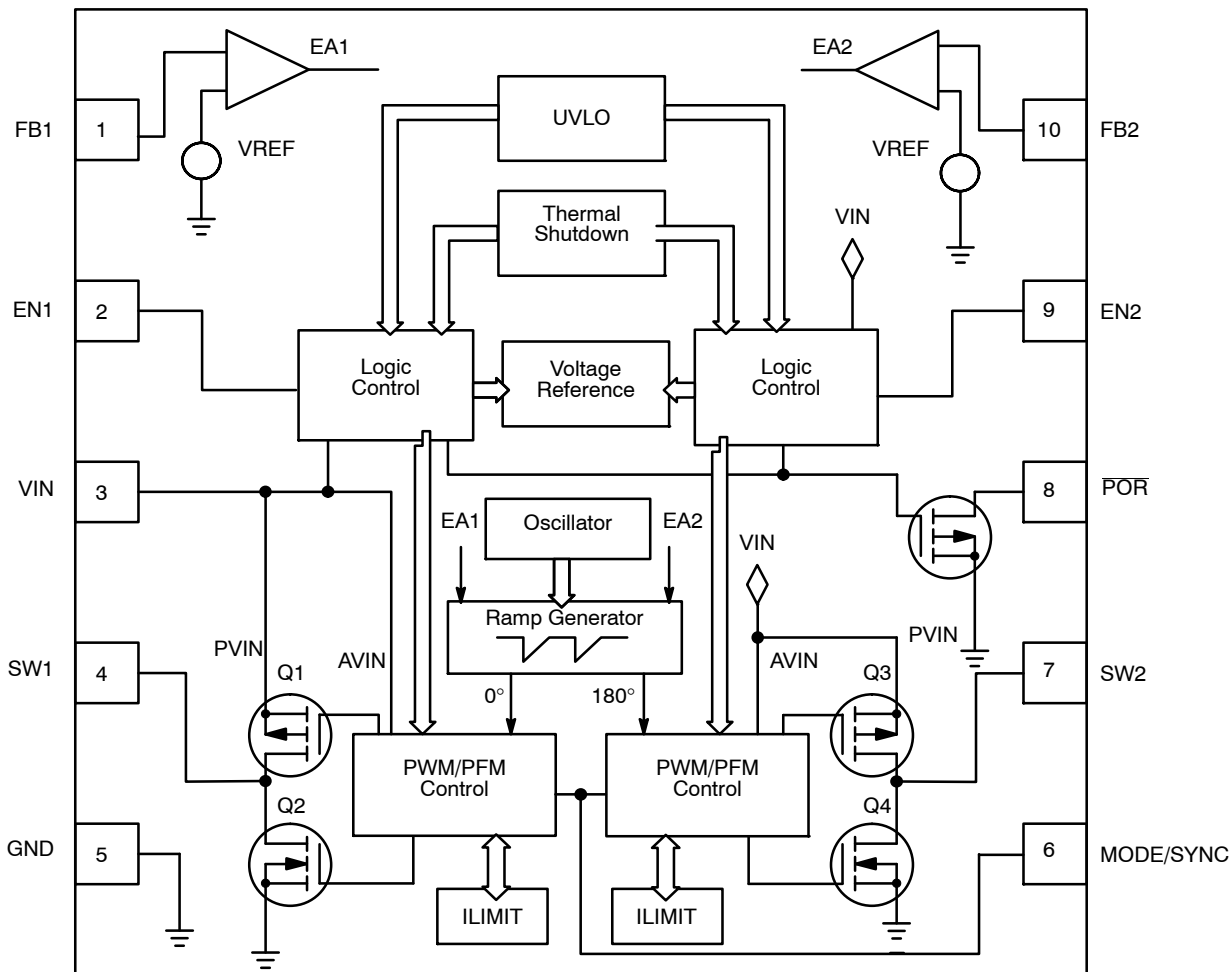 EA1
EA2
UVLO
FB1
1
10
FB2
VREF
VREF
Thermal
Shutdown
VIN
EN1
2
9
EN2
Logic
Control
Voltage
Reference
Logic
Control
VIN
3
8
POR
EA1
Oscillator
EA2
VIN
Ramp Generator
PVIN
AVIN
AVIN
PVIN
SW1
4
7
SW2
Q1
0°
180°
Q3
PWM/PFM
Control
PWM/PFM
Control
Q2
Q4
GND
5
6
MODE/SYNC
ILIMIT
ILIMIT